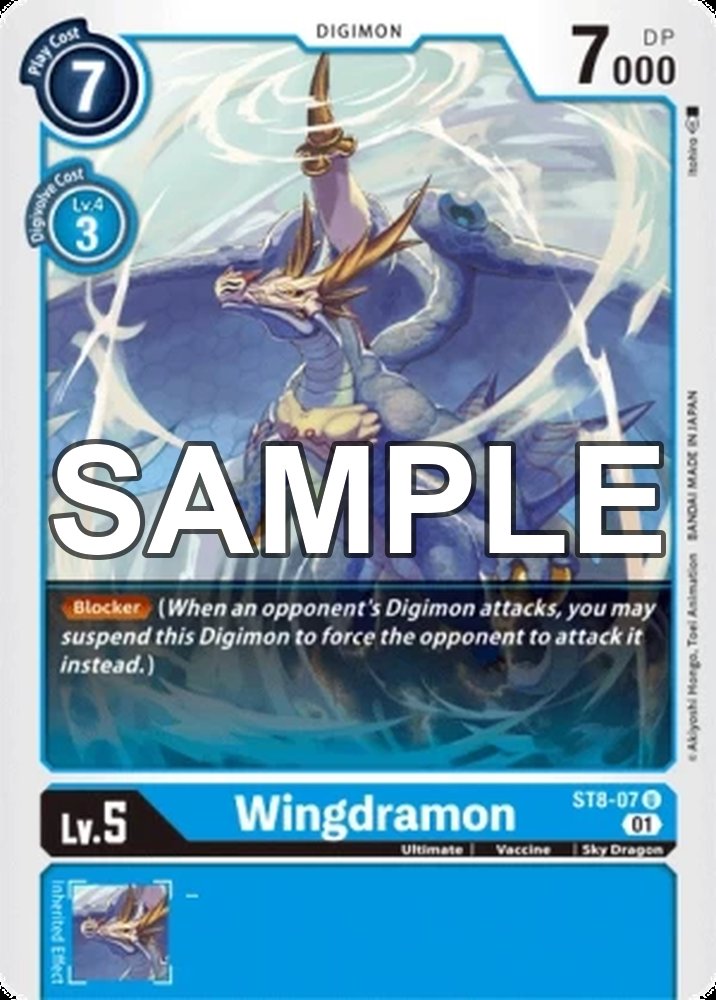 DIGIMON
Play Cost
7
DP
7000
Digivolve Cost
Lv.4
3
Itohiro
SAMPLE
Blocker (When an opponent's Digimon attacks, you may
suspend this Digimon to force the opponent to attack it
instead.)
© Akiyoshi Hongo, Toei Animation BANDAI MADE IN JAPAN
Lv.5
Wingdramon
ST8-07 U
01
Ultimate | Vaccine | Sky Dragon
Inherited Effect
–